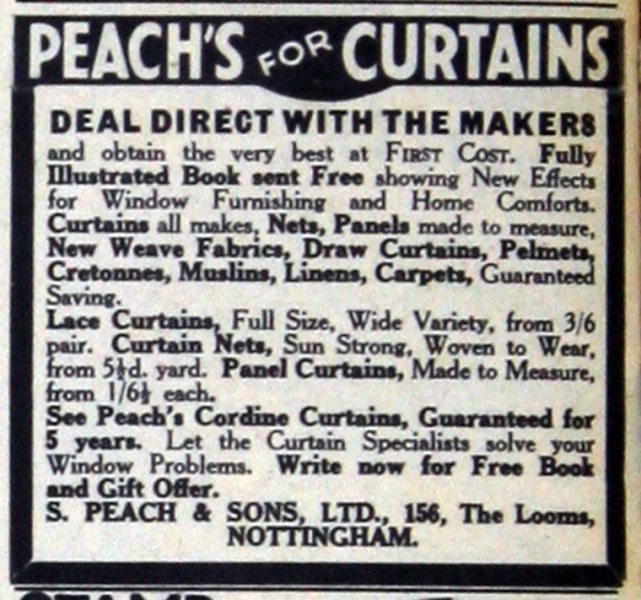 PEACH'S FOR CURTAINS
DEAL DIRECT WITH THE MAKERS
and obtain the very best at FIRST COST. Fully
Illustrated Book sent Free showing New Effects
for Window Furnishing and Home Comforts.
Curtains all makes, Nets, Panels made to measure,
New Weave Fabrics, Draw Curtains, Pelmets,
Cretonnes, Muslins, Linens, Carpets, Guaranteed
Saving.
Lace Curtains, Full Size, Wide Variety, from 3/6
pair. Curtain Nets, Sun Strong, Woven to Wear,
from 5½d. yard. Panel Curtains, Made to Measure,
from 1/6½ each.
See Peach's Cordine Curtains, Guaranteed for
5 years. Let the Curtain Specialists solve your
Window Problems. Write now for Free Book
and Gift Offer.
S. PEACH & SONS, LTD., 156, The Looms,
NOTTINGHAM.